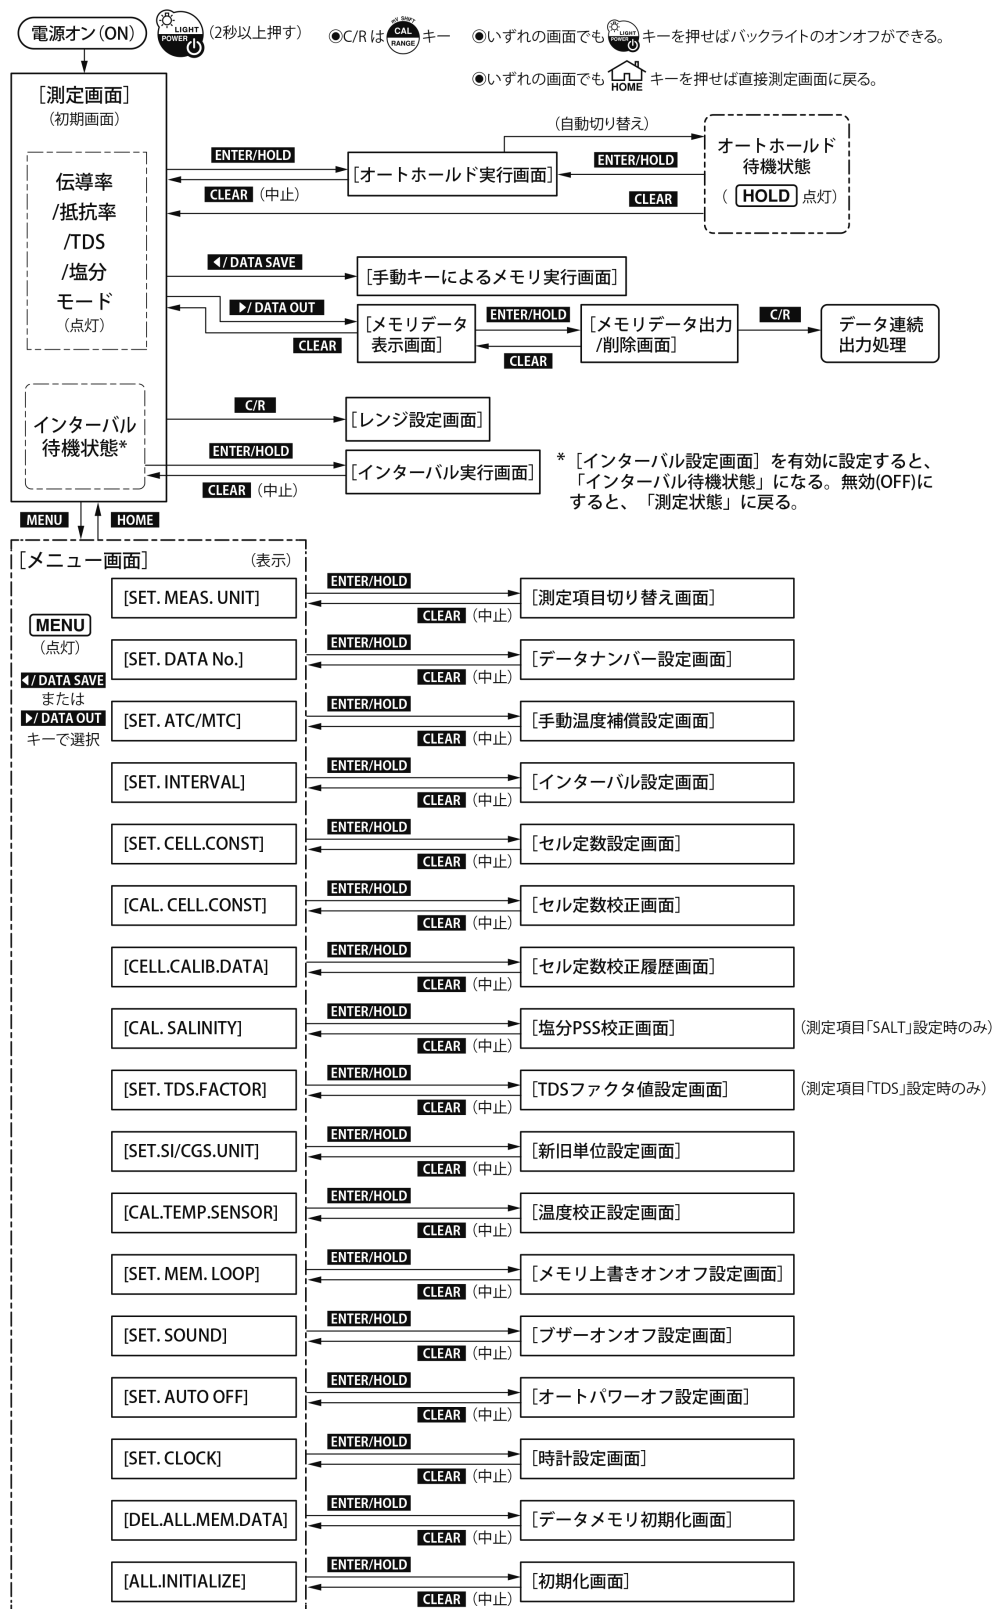 電源オン（ON）
LIGHT
POWER
（2秒以上押す）
◉C/R は
pH SHIFT
CAL
RANGE
キー
◉いずれの画面でも
LIGHT
POWER
キーを押せばバックライトのオンオフができる。
◉いずれの画面でも
HOME
キーを押せば直接測定画面に戻る。
［測定画面］
（初期画面）
伝導率
/抵抗率
/TDS
/塩分
モード
（点灯）
インターバル
待機状態*
ENTER/HOLD
CLEAR（中止）
［オートホールド実行画面］
（自動切り替え）
ENTER/HOLD
CLEAR
オートホールド
待機状態
（ HOLD 点灯）
◀/ DATA SAVE
［手動キーによるメモリ実行画面］
▶/ DATA OUT
CLEAR
［メモリデータ
表示画面］
ENTER/HOLD
CLEAR
［メモリデータ出力
/削除画面］
C/R
データ連続
出力処理
C/R
［レンジ設定画面］
ENTER/HOLD
CLEAR（中止）
［インターバル実行画面］
*［インターバル設定画面］を有効に設定すると、
「インターバル待機状態」になる。無効(OFF)に
すると、「測定状態」に戻る。
MENU
HOME
［メニュー画面］
（表示）
MENU
（点灯）
◀/ DATA SAVE
または
▶/ DATA OUT
キーで選択
[SET. MEAS. UNIT]
ENTER/HOLD
CLEAR（中止）
［測定項目切り替え画面］
[SET. DATA No.]
ENTER/HOLD
CLEAR（中止）
［データナンバー設定画面］
[SET. ATC/MTC]
ENTER/HOLD
CLEAR（中止）
［手動温度補償設定画面］
[SET. INTERVAL]
ENTER/HOLD
CLEAR（中止）
［インターバル設定画面］
[SET. CELL.CONST]
ENTER/HOLD
CLEAR（中止）
［セル定数設定画面］
[CAL. CELL.CONST]
ENTER/HOLD
CLEAR（中止）
［セル定数校正画面］
[CELL.CALIB.DATA]
ENTER/HOLD
CLEAR（中止）
［セル定数校正履歴画面］
[CAL. SALINITY]
ENTER/HOLD
CLEAR（中止）
［塩分PSS校正画面］
（測定項目「SALT」設定時のみ）
[SET. TDS.FACTOR]
ENTER/HOLD
CLEAR（中止）
［TDSファクタ値設定画面］
（測定項目「TDS」設定時のみ）
[SET.SI/CGS.UNIT]
ENTER/HOLD
CLEAR（中止）
［新旧単位設定画面］
[CAL.TEMP.SENSOR]
ENTER/HOLD
CLEAR（中止）
［温度校正設定画面］
[SET. MEM. LOOP]
ENTER/HOLD
CLEAR（中止）
［メモリ上書きオンオフ設定画面］
[SET. SOUND]
ENTER/HOLD
CLEAR（中止）
［ブザーオンオフ設定画面］
[SET. AUTO OFF]
ENTER/HOLD
CLEAR（中止）
［オートパワーオフ設定画面］
[SET. CLOCK]
ENTER/HOLD
CLEAR（中止）
［時計設定画面］
[DEL.ALL.MEM.DATA]
ENTER/HOLD
CLEAR（中止）
［データメモリ初期化画面］
[ALL.INITIALIZE]
ENTER/HOLD
CLEAR（中止）
［初期化画面］